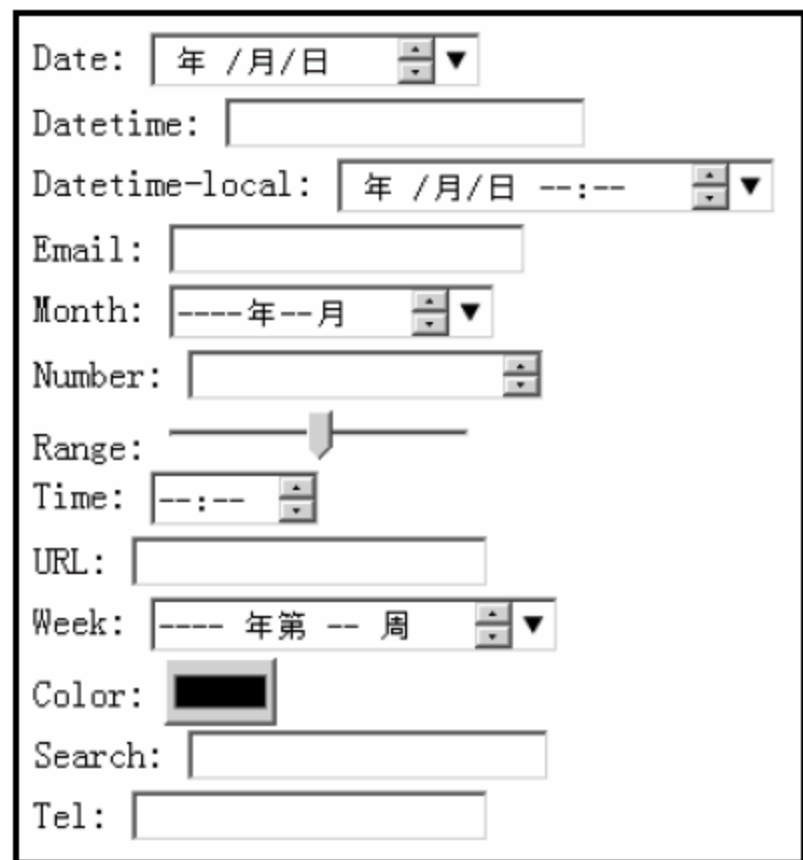 Date: 年 /月/日
Datetime:
Datetime-local: 年 /月/日 --:--
Email:
Month: ----年--月
Number:
Range:
Time: --:--
URL:
Week: ---- 年第 -- 周
Color:
Search:
Tel: